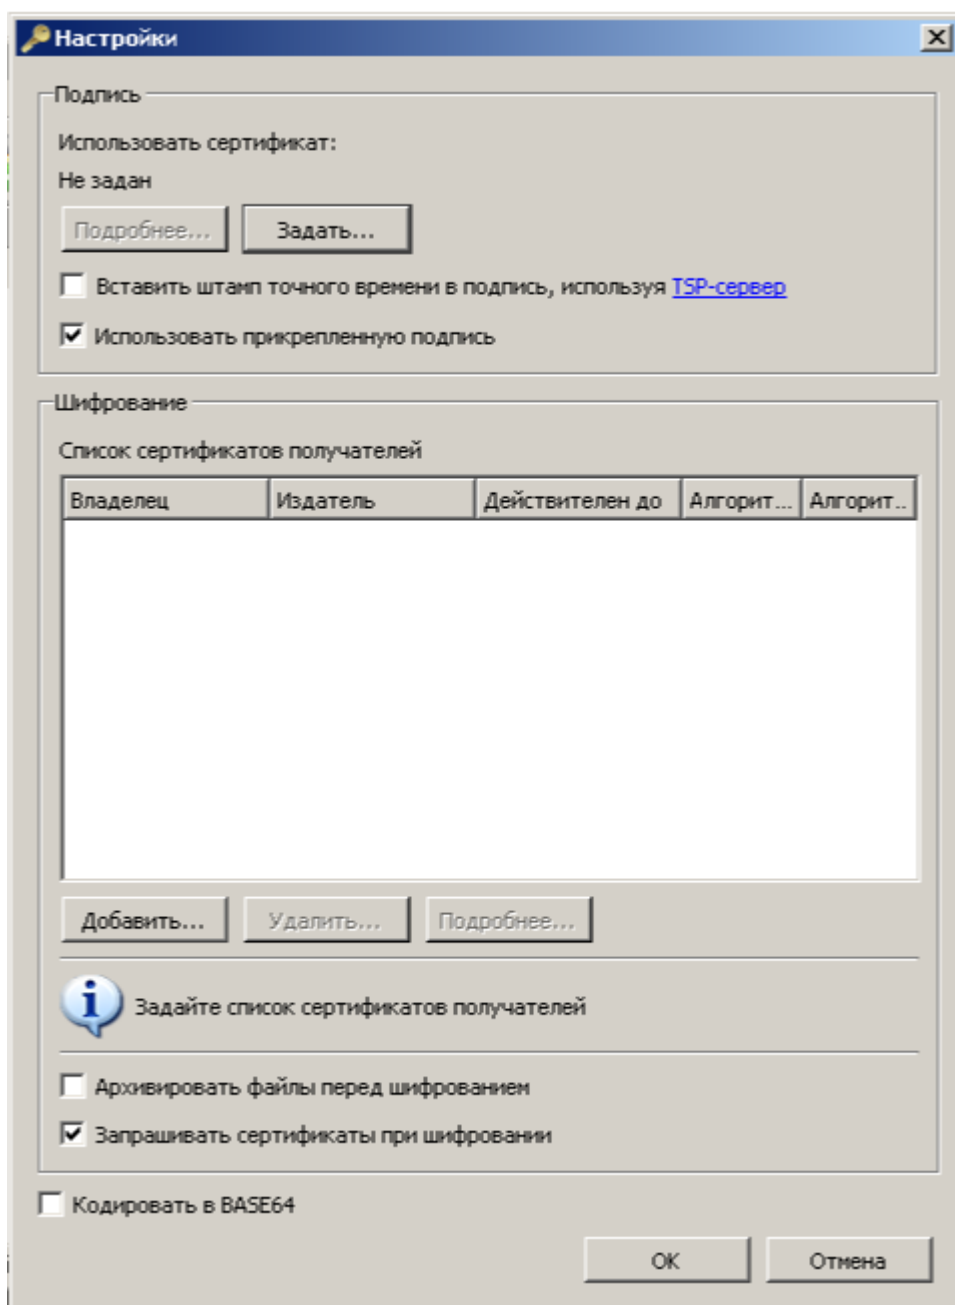 Настройки
Подпись
Использовать сертификат:
Не задан
Подробнее... Задать...
Вставить штамп точного времени в подпись, используя TSP-сервер
Использовать прикрепленную подпись
Шифрование
Список сертификатов получателей
Владелец Издатель Действителен до Алгорит... Алгорит..
Добавить... Удалить... Подробнее...
Задайте список сертификатов получателей
Архивировать файлы перед шифрованием
Запрашивать сертификаты при шифровании
Кодировать в BASE64
OK Отмена